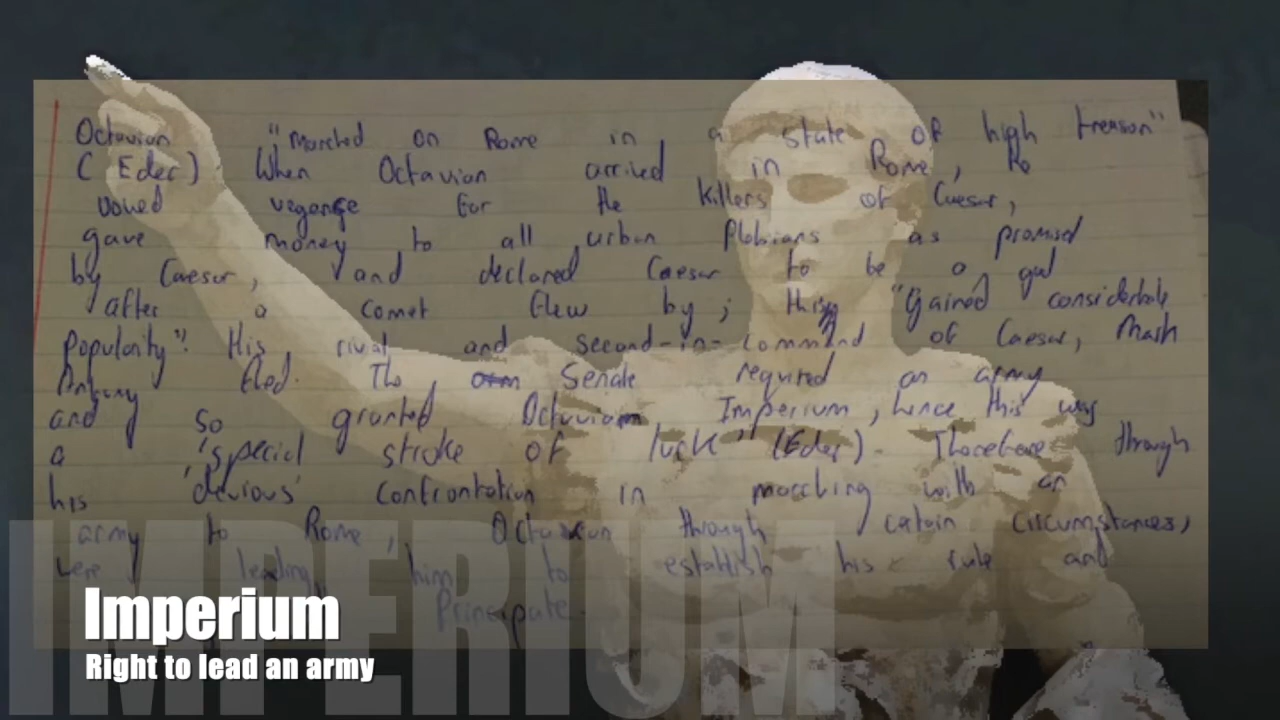 Octavian "marched on Rome in a state of high treason"
(Eder) When Octavian arrived in Rome, he
vowed vegance for the killers of Caesar,
gave money to all urban Plebians as promised
by Caesar, and declared Caesar to be a god
after a comet flew by; this "gained considerable
popularity". His rival and second-in-command of Caesar, Mark
Antony fled. The Senate required an army
and so granted Octavian Imperium, hence this was
a 'special stroke of luck" (Eder). Therefore through
his 'devious' confrontation in marching with an
army to Rome, Octavian through certain circumstances,
were leading him to establish his rule and
Principate.
IMPERIUM
Imperium
Right to lead an army